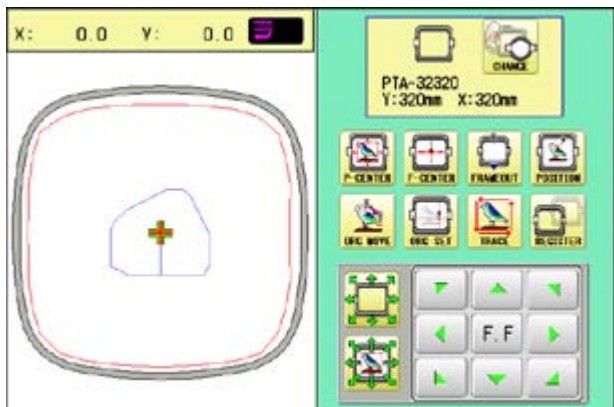 X: 0.0 Y: 0.0
CHANGE
PTA-32320
Y:320mm X:320mm
P-CENTER F-CENTER FRAMEOUT POSITION
ORG MOVE ORG SET TRACE REGISTER
F.F